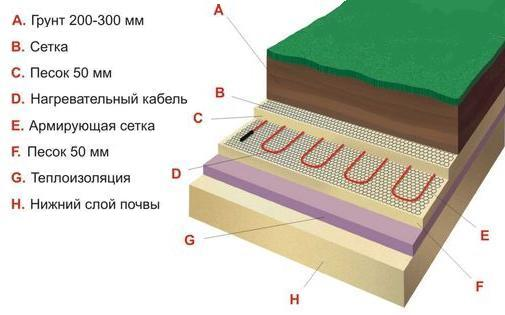 A. Грунт 200-300 мм
B. Сетка
C. Песок 50 мм
D. Нагревательный кабель
E. Армирующая сетка
F. Песок 50 мм
G. Теплоизоляция
H. Нижний слой почвы
A
B
C
D
E
G
F
H